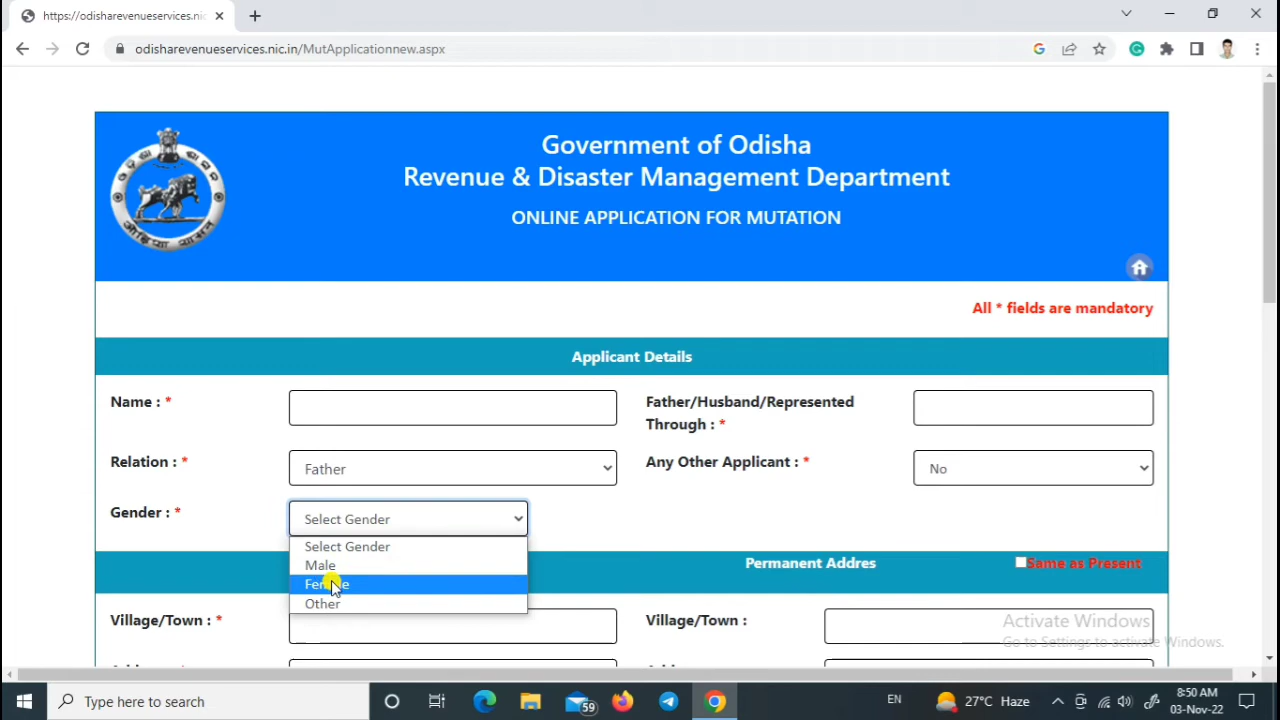 https://odisharevenueservices.nic
odisharevenueservices.nic.in/MutApplicationnew.aspx
Government of Odisha
Revenue & Disaster Management Department
ONLINE APPLICATION FOR MUTATION
All * fields are mandatory
Applicant Details
Name : *
Father/Husband/Represented
Through : *
Relation : *
Father
Any Other Applicant : *
No
Gender : *
Select Gender
Select Gender
Male
Female
Other
Permanent Addres
Same as Present
Village/Town : *
Village/Town :
Activate Windows
Go to Settings to activate Windows.
Type here to search
59
EN
27°C Haze
8:50 AM
03-Nov-22